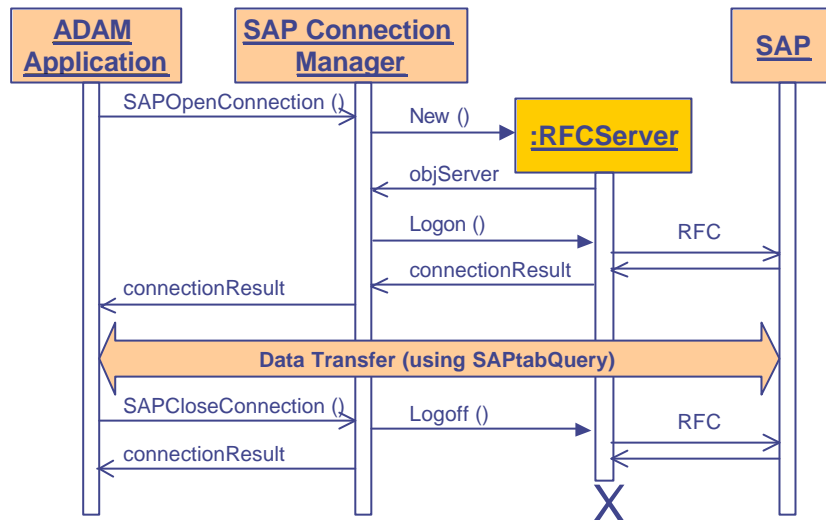 ADAM
Application
SAP Connection
Manager
SAP
SAPOpenConnection ()
New ()
:RFCServer
objServer
Logon ()
RFC
connectionResult
connectionResult
Data Transfer (using SAPtabQuery)
SAPCloseConnection ()
Logoff ()
RFC
connectionResult
X